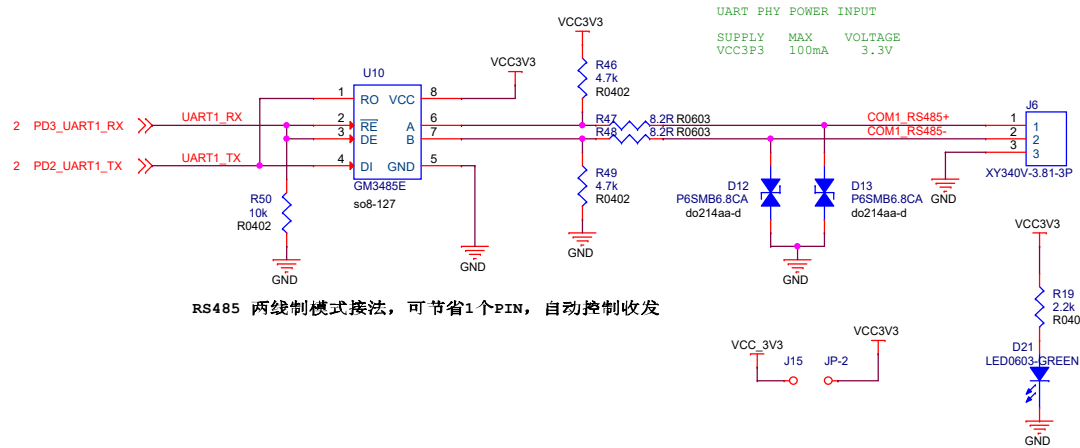 UART PHY POWER INPUT
SUPPLY MAX VOLTAGE
VCC3P3 100mA 3.3V
VCC3V3
R46
4.7k
R0402
VCC3V3
U10
1 RO VCC 8
2 RE A 6
3 DE B 7
4 DI GND 5
GM3485E
so8-127
2 PD3_UART1_RX UART1_RX
2 PD2_UART1_TX UART1_TX
R47 8.2R R0603
R48 8.2R R0603
COM1_RS485+
COM1_RS485-
J6
1 1
2 2
3 3
XY340V-3.81-3P
GND
R50
10k
R0402
GND
GND
R49
4.7k
R0402
GND
D12
P6SMB6.8CA
do214aa-d
D13
P6SMB6.8CA
do214aa-d
GND
RS485 两线制模式接法，可节省1个PIN，自动控制收发
VCC_3V3
J15
JP-2
VCC3V3
VCC3V3
R19
2.2k
R040
D21
LED0603-GREEN
GND